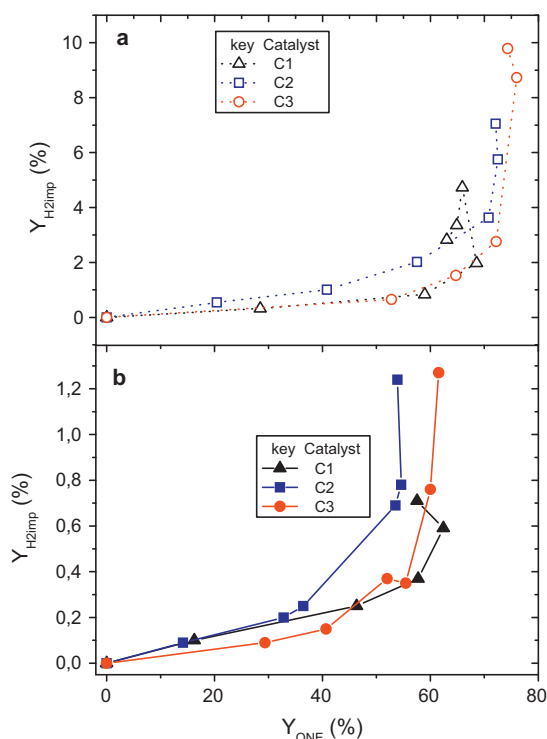 a
key Catalyst
C1
C2
C3
10
8
6
4
2
0
Y H2imp (%)
b
key Catalyst
C1
C2
C3
1,2
1,0
0,8
0,6
0,4
0,2
0,0
Y H2imp (%)
0 20 40 60 80
Y ONE (%)